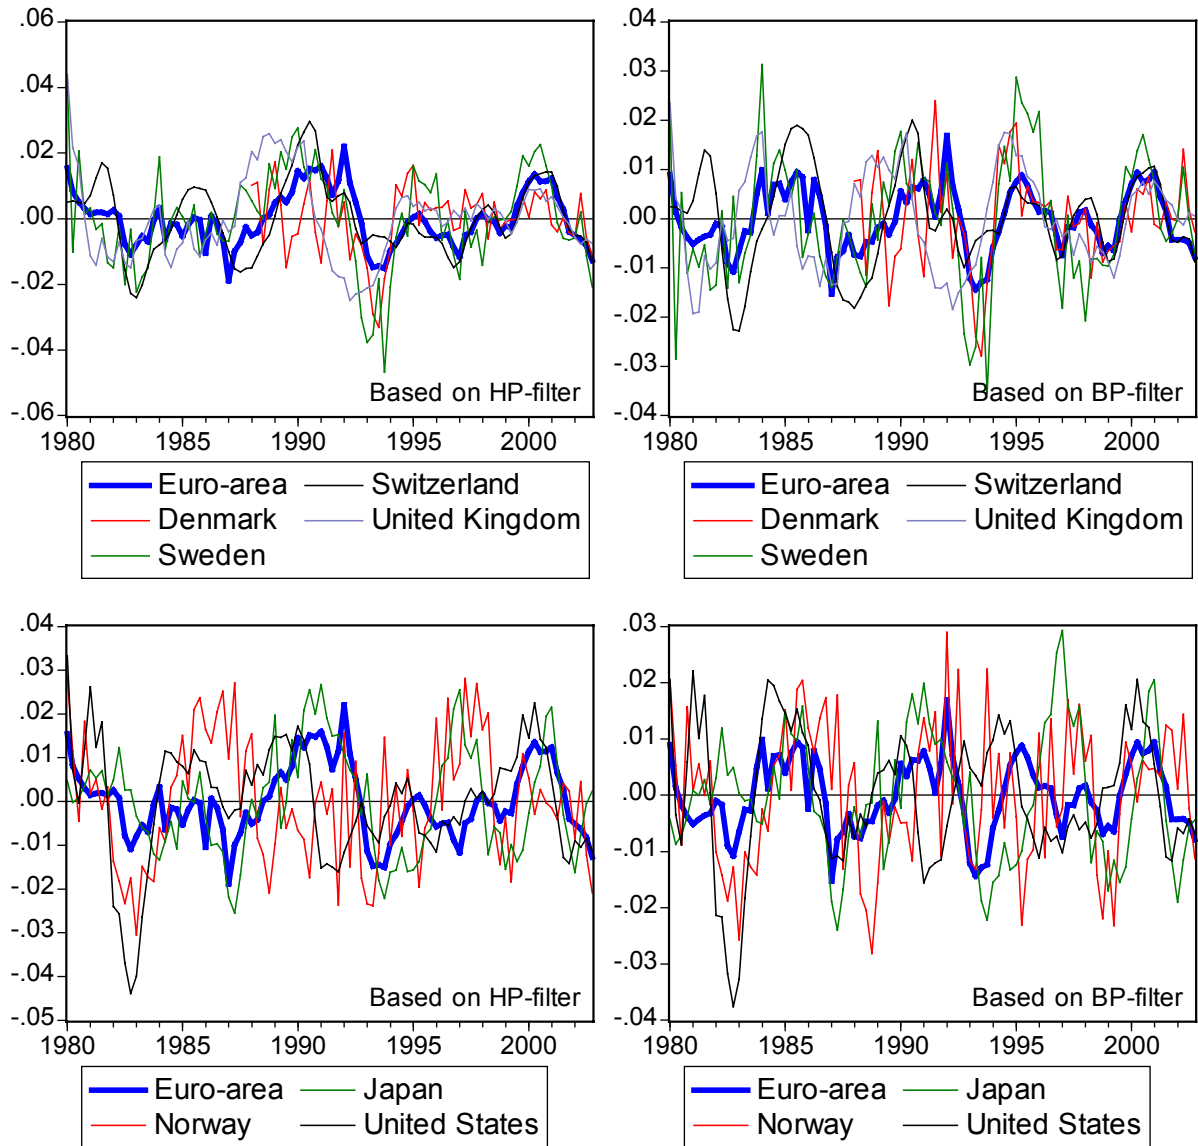 .06
.04
.02
.00
-.02
-.04
-.06
Based on HP-filter
1980 1985 1990 1995 2000
Euro-area Switzerland
Denmark United Kingdom
Sweden
.04
.03
.02
.01
.00
-.01
-.02
-.03
-.04
Based on BP-filter
1980 1985 1990 1995 2000
Euro-area Switzerland
Denmark United Kingdom
Sweden
.04
.03
.02
.01
.00
-.01
-.02
-.03
-.04
-.05
Based on HP-filter
1980 1985 1990 1995 2000
Euro-area Japan
Norway United States
.03
.02
.01
.00
-.01
-.02
-.03
-.04
Based on BP-filter
1980 1985 1990 1995 2000
Euro-area Japan
Norway United States